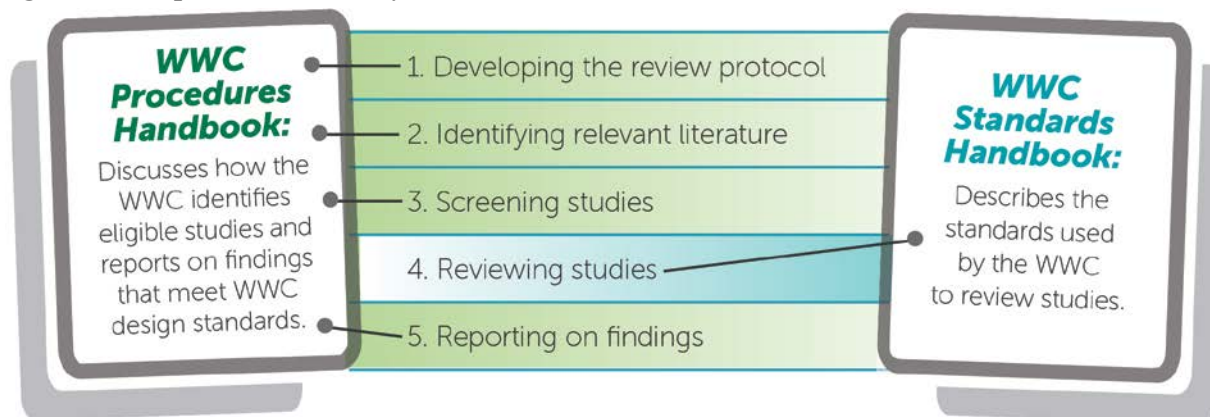 WWC
Procedures
Handbook:
Discusses how the
WWC identifies
eligible studies and
reports on findings
that meet WWC
design standards.
1. Developing the review protocol
2. Identifying relevant literature
3. Screening studies
4. Reviewing studies
5. Reporting on findings
WWC
Standards
Handbook:
Describes the
standards used
by the WWC
to review studies.